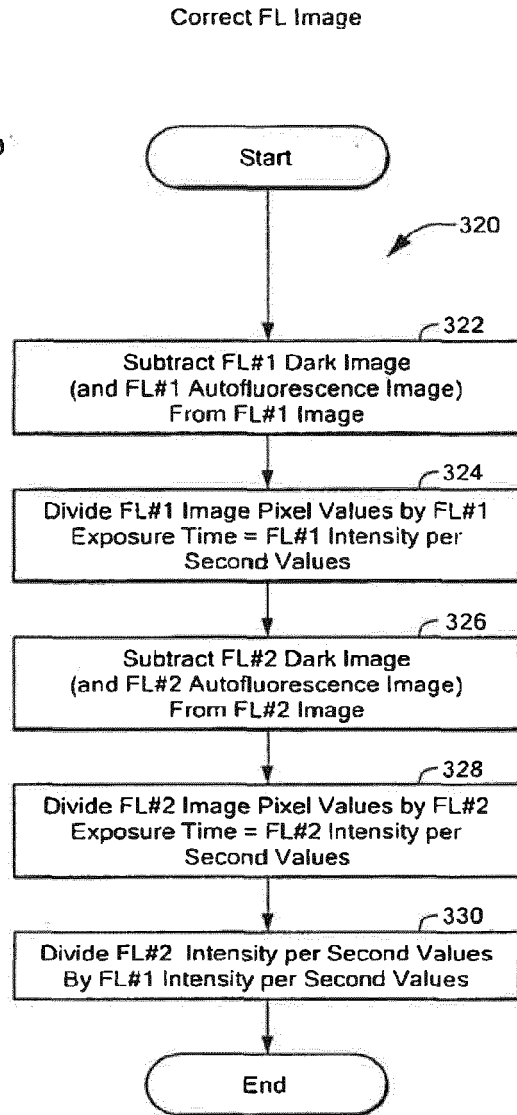 Correct FL Image
Start
320
322
Subtract FL#1 Dark Image
(and FL#1 Autofluorescence Image)
From FL#1 Image
324
Divide FL#1 Image Pixel Values by FL#1
Exposure Time = FL#1 Intensity per
Second Values
326
Subtract FL#2 Dark Image
(and FL#2 Autofluorescence Image)
From FL#2 Image
328
Divide FL#2 Image Pixel Values by FL#2
Exposure Time = FL#2 Intensity per
Second Values
330
Divide FL#2 Intensity per Second Values
By FL#1 Intensity per Second Values
End